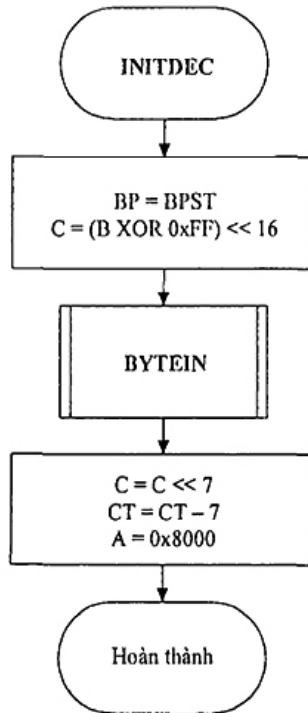 INITDEC
BP = BPST
C = (B XOR 0xFF) << 16
BYTEIN
C = C << 7
CT = CT – 7
A = 0x8000
Hoàn thành